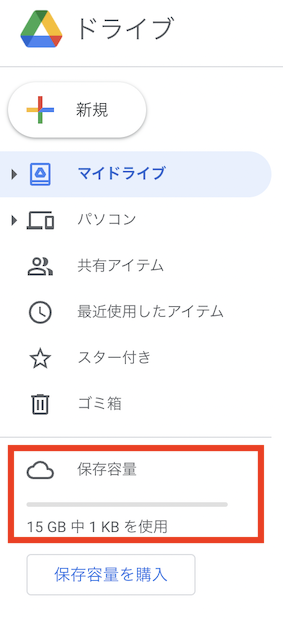 ドライブ
新規
マイドライブ
パソコン
共有アイテム
最近使用したアイテム
スター付き
ゴミ箱
保存容量
15 GB 中 1 KB を使用
保存容量を購入